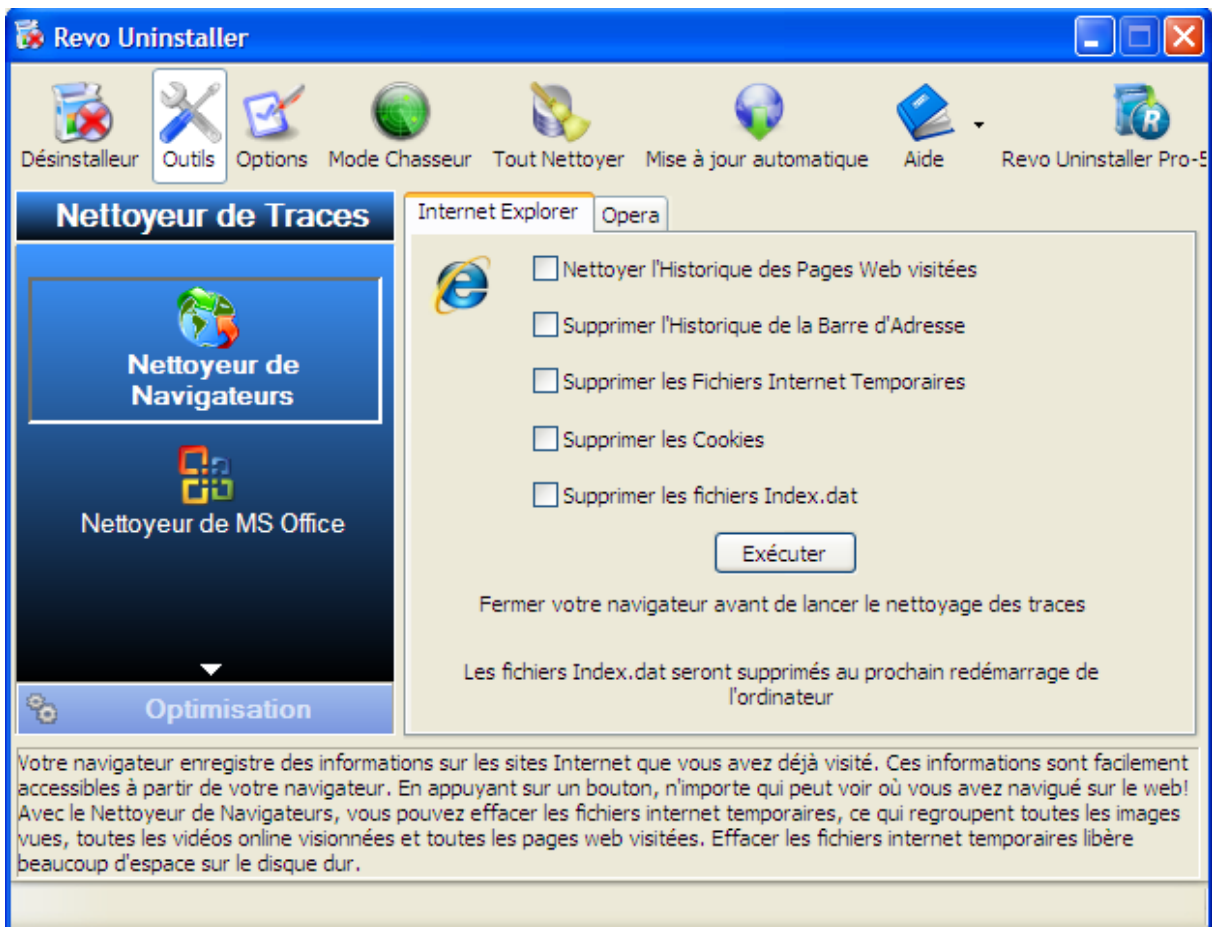 Revo Uninstaller
Désinstalleur
Outils
Options
Mode Chasseur
Tout Nettoyer
Mise à jour automatique
Aide
Revo Uninstaller Pro-5
Nettoyeur de Traces
Nettoyeur de
Navigateurs
Nettoyeur de MS Office
Optimisation
Internet Explorer
Opera
Nettoyer l'Historique des Pages Web visitées
Supprimer l'Historique de la Barre d'Adresse
Supprimer les Fichiers Internet Temporaires
Supprimer les Cookies
Supprimer les fichiers Index.dat
Exécuter
Fermer votre navigateur avant de lancer le nettoyage des traces
Les fichiers Index.dat seront supprimés au prochain redémarrage de
l'ordinateur
Votre navigateur enregistre des informations sur les sites Internet que vous avez déjà visité. Ces informations sont facilement
accessibles à partir de votre navigateur. En appuyant sur un bouton, n'importe qui peut voir où vous avez navigué sur le web!
Avec le Nettoyeur de Navigateurs, vous pouvez effacer les fichiers internet temporaires, ce qui regroupent toutes les images
vues, toutes les vidéos online visionnées et toutes les pages web visitées. Effacer les fichiers internet temporaires libère
beaucoup d'espace sur le disque dur.